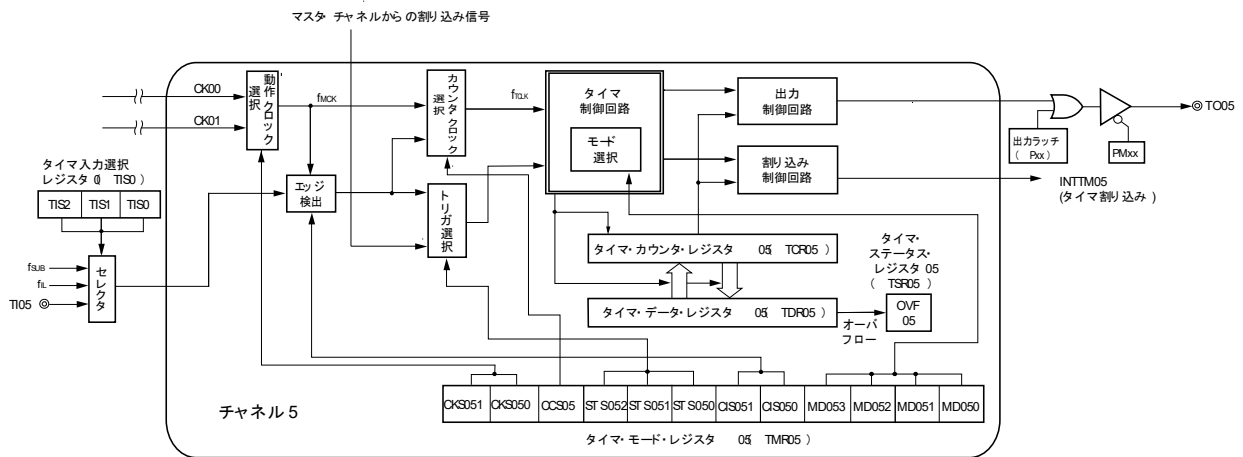 マスタ・チャネルからの割り込み信号
CK00
CK01
動作クロック
選択
fMCK
カウンタクロック
選択
fTCLK
タイマ
制御回路
モード
選択
出力
制御回路
割り込み
制御回路
出力ラッチ
( Pxx )
PMxx
TO05
INTTM05
(タイマ割り込み )
タイマ入力選択
レジスタ0( TIS0 )
TIS2 TIS1 TIS0
エッジ
検出
トリガ選択
fSUB
fIL
TI05
セレクタ
タイマ・カウンタ・レジスタ 05( TCR05 )
タイマ・データ・レジスタ 05( TDR05 )
オーバ
フロー
タイマ・
ステータス・
レジスタ 05
( TSR05 )
OVF
05
チャネル 5
CKS051 CKS050 CCS05 STS052 STS051 STS050 CIS051 CIS050 MD053 MD052 MD051 MD050
タイマ・モード・レジスタ 05( TMR05 )